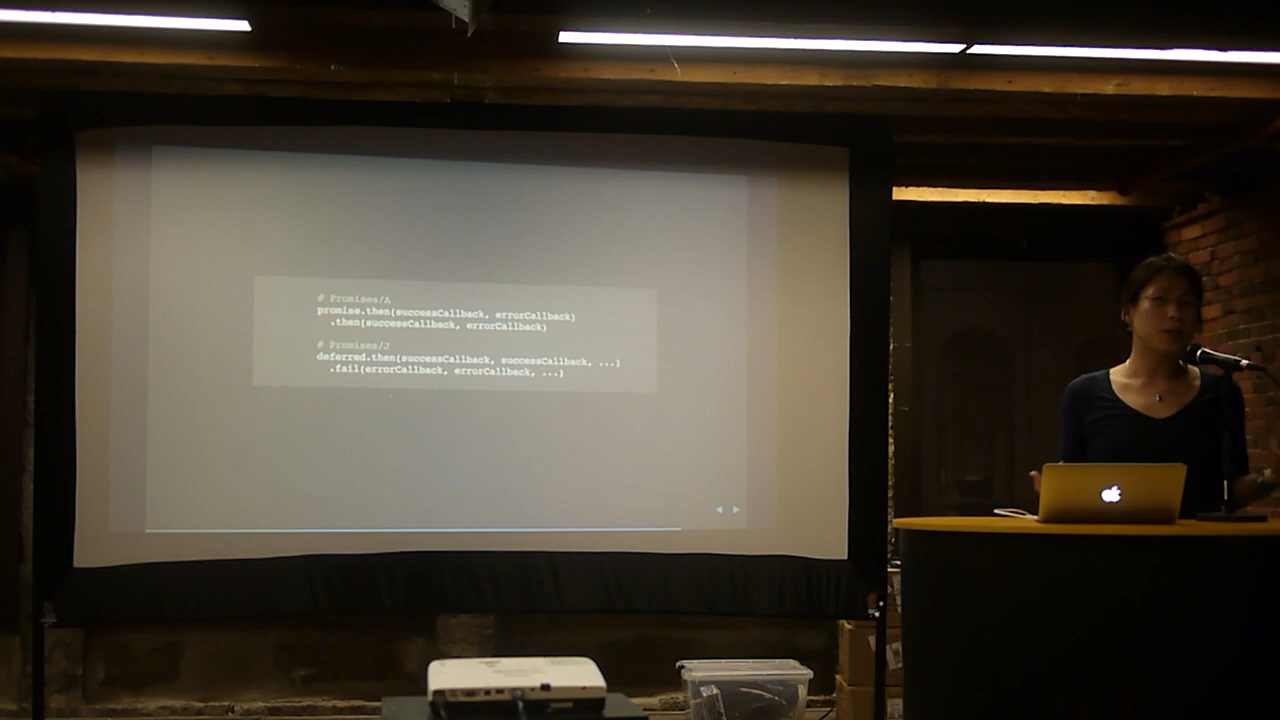 # Promises/A
promise.then(successCallback, errorCallback)
.then(successCallback, errorCallback)
# Promises/J
deferred.then(successCallback, successCallback, ...)
.fail(errorCallback, errorCallback, ...)